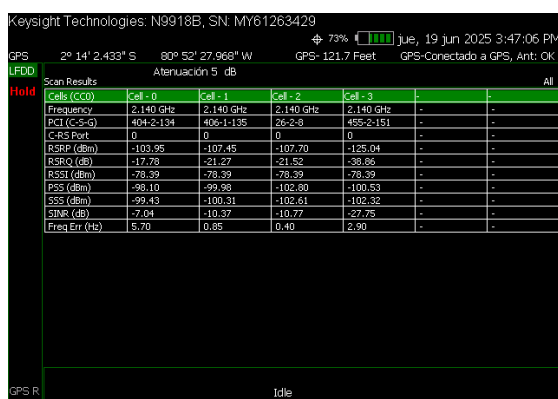 Keysight Technologies: N9918B, SN: MY61263429
73% jue, 19 jun 2025 3:47:06 PM
GPS 2º 14' 2.433" S 80º 52' 27.968" W GPS- 121.7 Feet GPS-Conectado a GPS, Ant: OK
LFDD Atenuación 5 dB
Scan Results All
Hold
Cells (CC0) Cell - 0 Cell - 1 Cell - 2 Cell - 3 - -
Frequency 2.140 GHz 2.140 GHz 2.140 GHz 2.140 GHz - -
PCI (C-S-G) 404-2-134 406-1-135 26-2-8 455-2-151 - -
C-RS Port 0 0 0 0 - -
RSRP (dBm) -103.95 -107.45 -107.70 -125.04 - -
RSRQ (dB) -17.78 -21.27 -21.52 -38.86 - -
RSSI (dBm) -78.39 -78.39 -78.39 -78.39 - -
PSS (dBm) -98.10 -99.98 -102.80 -100.53 - -
SSS (dBm) -99.43 -100.31 -102.61 -102.32 - -
SINR (dB) -7.04 -10.37 -10.77 -27.75 - -
Freq Err (Hz) 5.70 0.85 0.40 2.90 - -
GPS R Idle